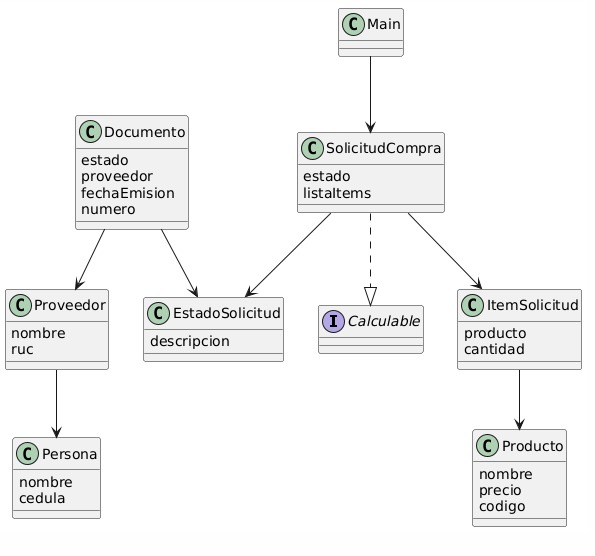 C Main
C Documento
estado
proveedor
fechaEmision
numero
C SolicitudCompra
estado
listaItems
C Proveedor
nombre
ruc
C EstadoSolicitud
descripcion
I Calculable
C ItemSolicitud
producto
cantidad
C Persona
nombre
cedula
C Producto
nombre
precio
codigo